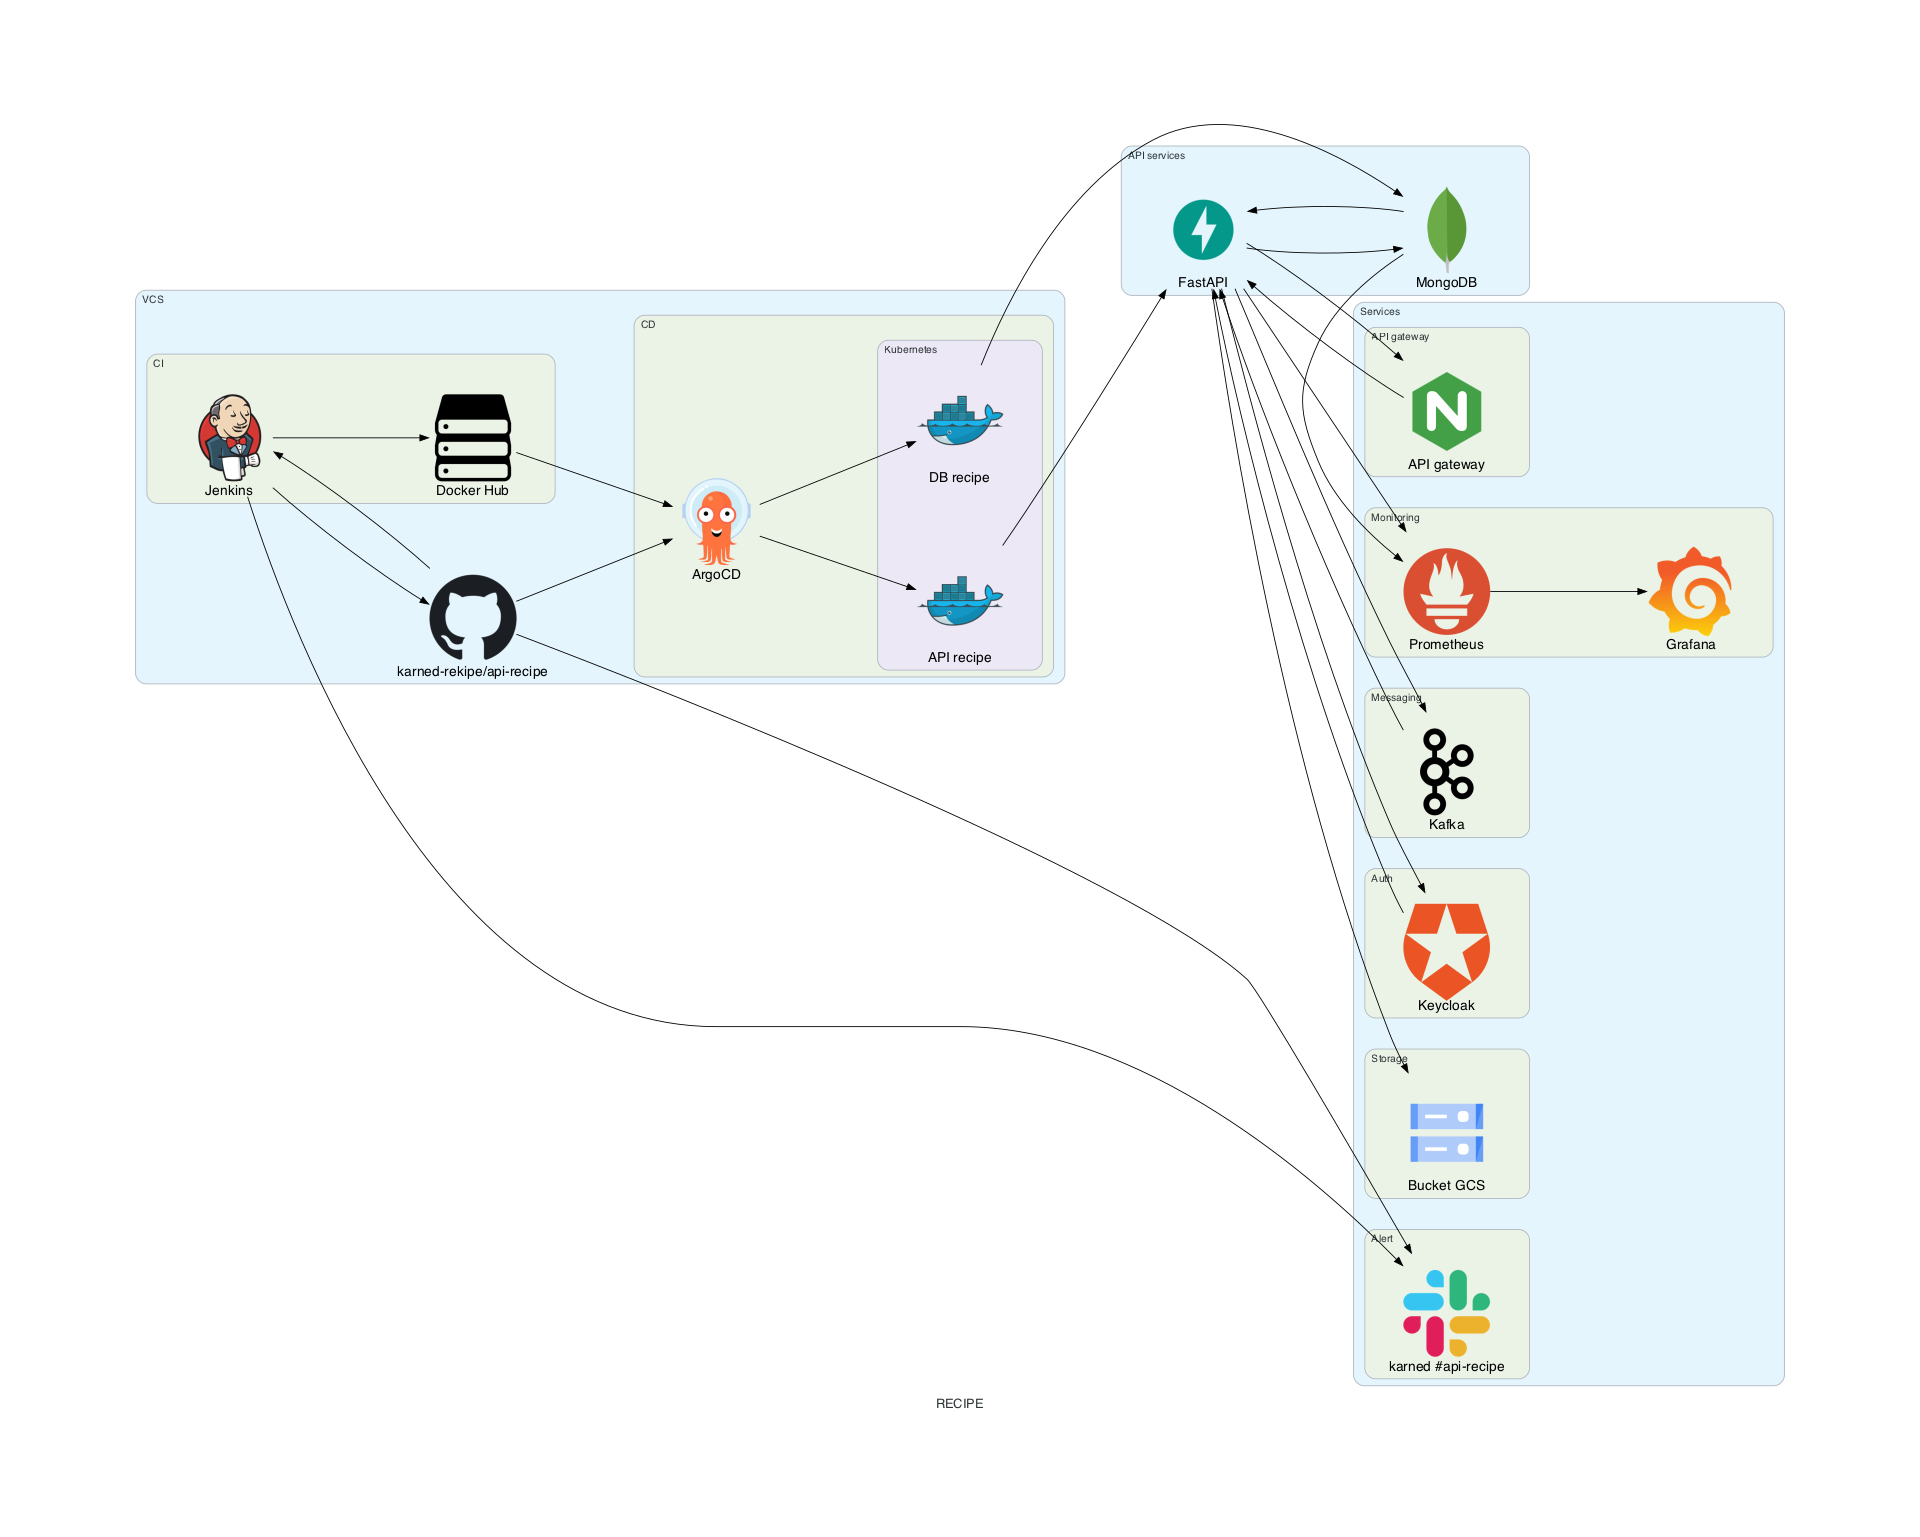 API services
FastAPI
MongoDB
VCS
CI
Jenkins
Docker Hub
karned-rekipe/api-recipe
CD
ArgoCD
Kubernetes
DB recipe
API recipe
Services
API gateway
API gateway
Monitoring
Prometheus
Grafana
Messaging
Kafka
Auth
Keycloak
Storage
Bucket GCS
Alert
karned #api-recipe
RECIPE